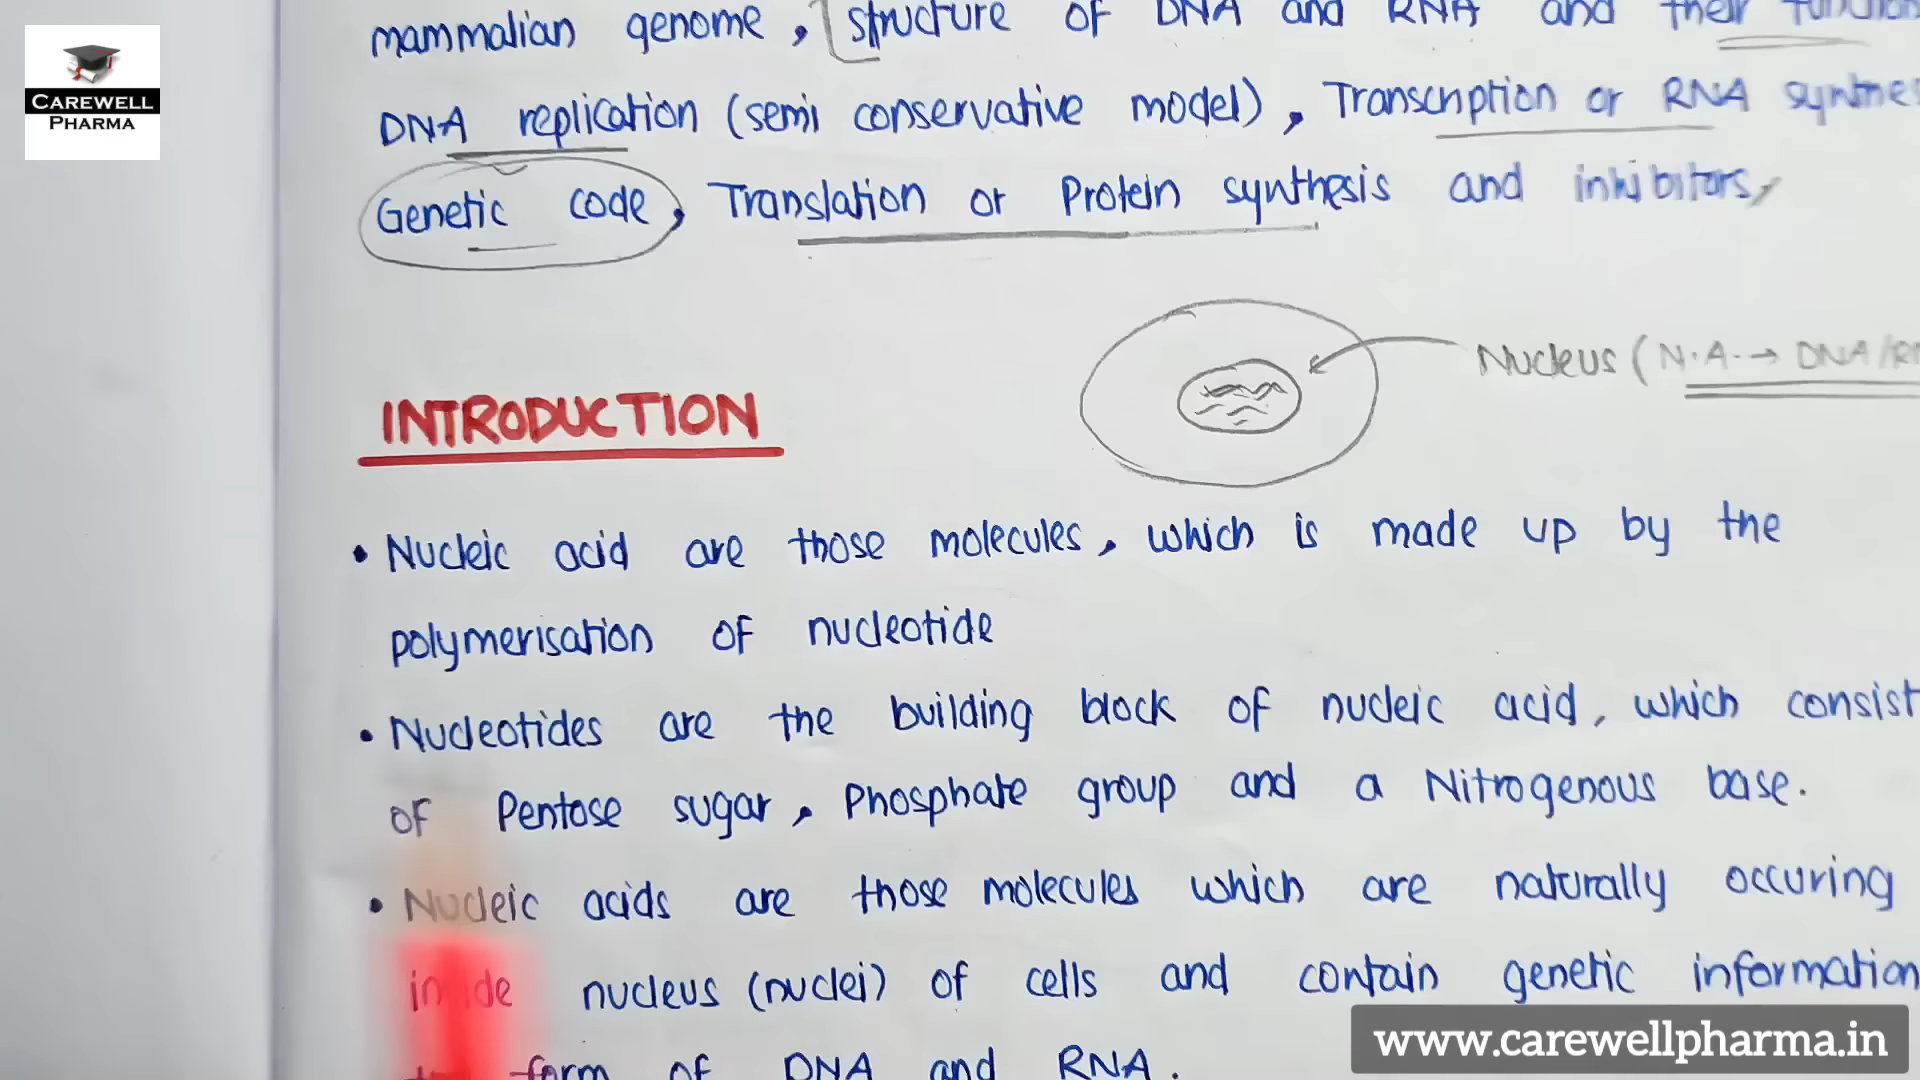 CAREWELL
PHARMA
mammalian genome, structure of DNA and RNA and their
DNA replication (semi conservative model), Transcription or RNA
Genetic code, Translation or Protein synthesis and inhibitors,
Nucleus (N.A. → DNA/
INTRODUCTION
• Nucleic acid are those molecules, which is made up by the
polymerisation of nucleotide
• Nucleotides are the building block of nucleic acid, which consist
of Pentose sugar, Phosphate group and a Nitrogenous base.
• Nucleic acids are those molecules which are naturally occuring
inside nucleus (nuclei) of cells and contain genetic information
form of DNA and RNA.
www.carewellpharma.in